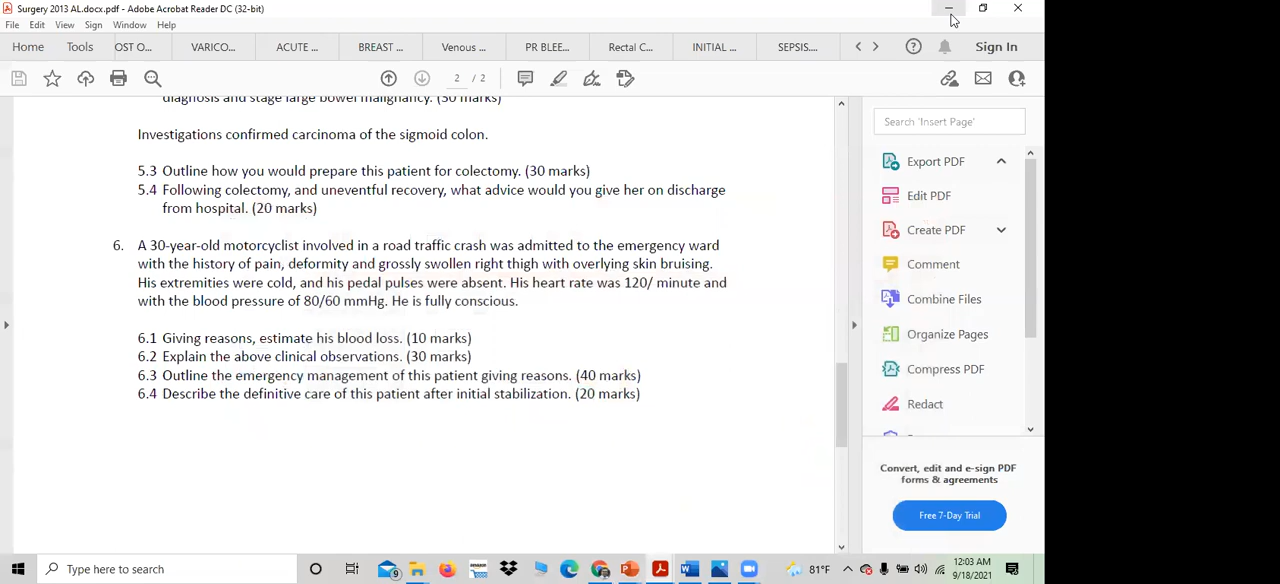 Surgery 2013 AL.docx.pdf - Adobe Acrobat Reader DC (32-bit)
File Edit View Sign Window Help
Home Tools OST O... VARICO... ACUTE ... BREAST ... Venous ... PR BLEE... Rectal C... INITIAL ... SEPSIS.... Sign In
2 / 2
diagnosis and stage large bowel malignancy. (30 marks)
Investigations confirmed carcinoma of the sigmoid colon.
5.3 Outline how you would prepare this patient for colectomy. (30 marks)
5.4 Following colectomy, and uneventful recovery, what advice would you give her on discharge
from hospital. (20 marks)
6. A 30-year-old motorcyclist involved in a road traffic crash was admitted to the emergency ward
with the history of pain, deformity and grossly swollen right thigh with overlying skin bruising.
His extremities were cold, and his pedal pulses were absent. His heart rate was 120/ minute and
with the blood pressure of 80/60 mmHg. He is fully conscious.
6.1 Giving reasons, estimate his blood loss. (10 marks)
6.2 Explain the above clinical observations. (30 marks)
6.3 Outline the emergency management of this patient giving reasons. (40 marks)
6.4 Describe the definitive care of this patient after initial stabilization. (20 marks)
Search 'Insert Page'
Export PDF
Edit PDF
Create PDF
Comment
Combine Files
Organize Pages
Compress PDF
Redact
Convert, edit and e-sign PDF
forms & agreements
Free 7-Day Trial
Type here to search
81°F
12:03 AM
9/18/2021